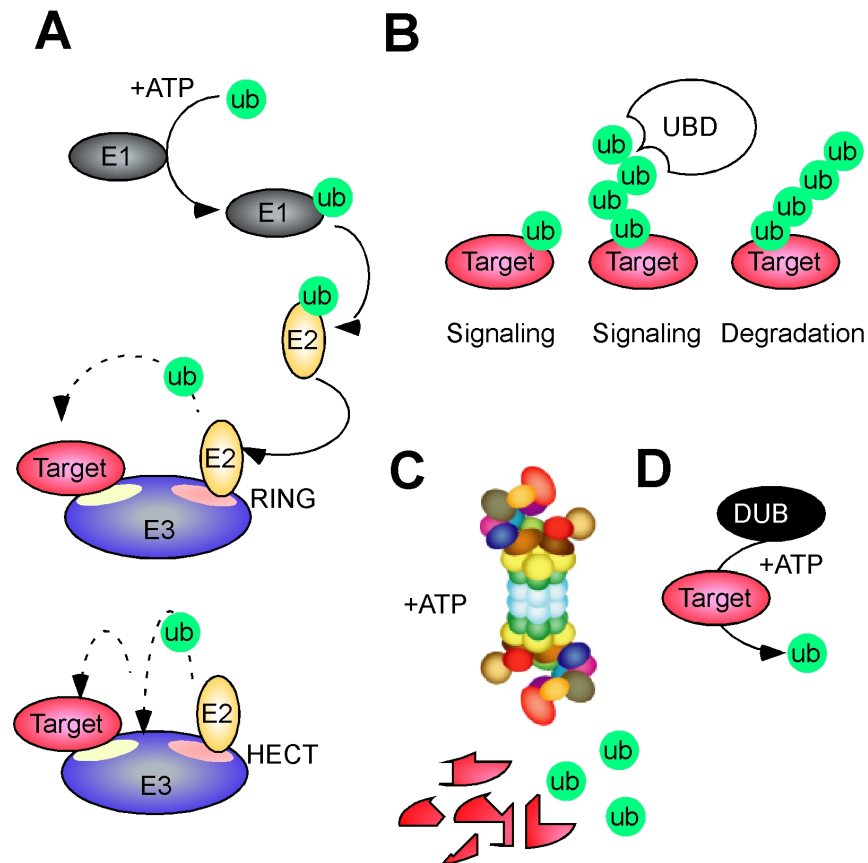 A
+ATP
ub
E1
E1
ub
ub
E2
ub
Target
E2
RING
E3
ub
Target
E2
HECT
E3
B
UBD
ub
ub
ub
ub
ub
ub
ub
ub
ub
Target
Target
Target
Signaling
Signaling
Degradation
C
+ATP
ub
ub
ub
D
DUB
+ATP
Target
ub